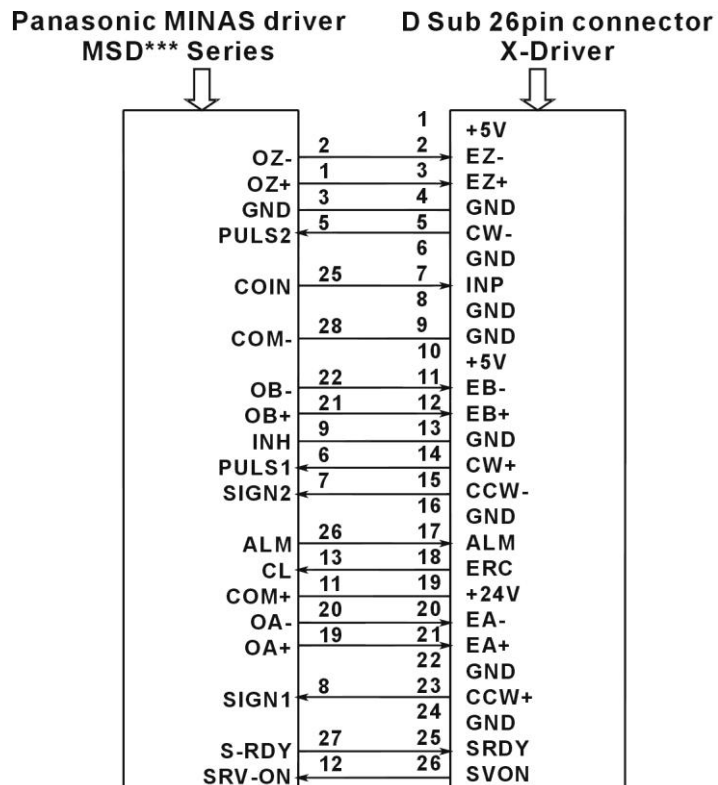 Panasonic MINAS driver D Sub 26pin connector
MSD*** Series X-Driver
1 +5V
OZ- 2 2 EZ-
OZ+ 1 3 EZ+
GND 3 4 GND
PULS2 5 5 CW-
6 GND
COIN 25 7 INP
8 GND
COM- 28 9 GND
10 +5V
OB- 22 11 EB-
OB+ 21 12 EB+
INH 9 13 GND
PULS1 6 14 CW+
SIGN2 7 15 CCW-
16 GND
ALM 26 17 ALM
CL 13 18 ERC
COM+ 11 19 +24V
OA- 20 20 EA-
OA+ 19 21 EA+
22 GND
SIGN1 8 23 CCW+
24 GND
S-RDY 27 25 SRDY
SRV-ON 12 26 SVON